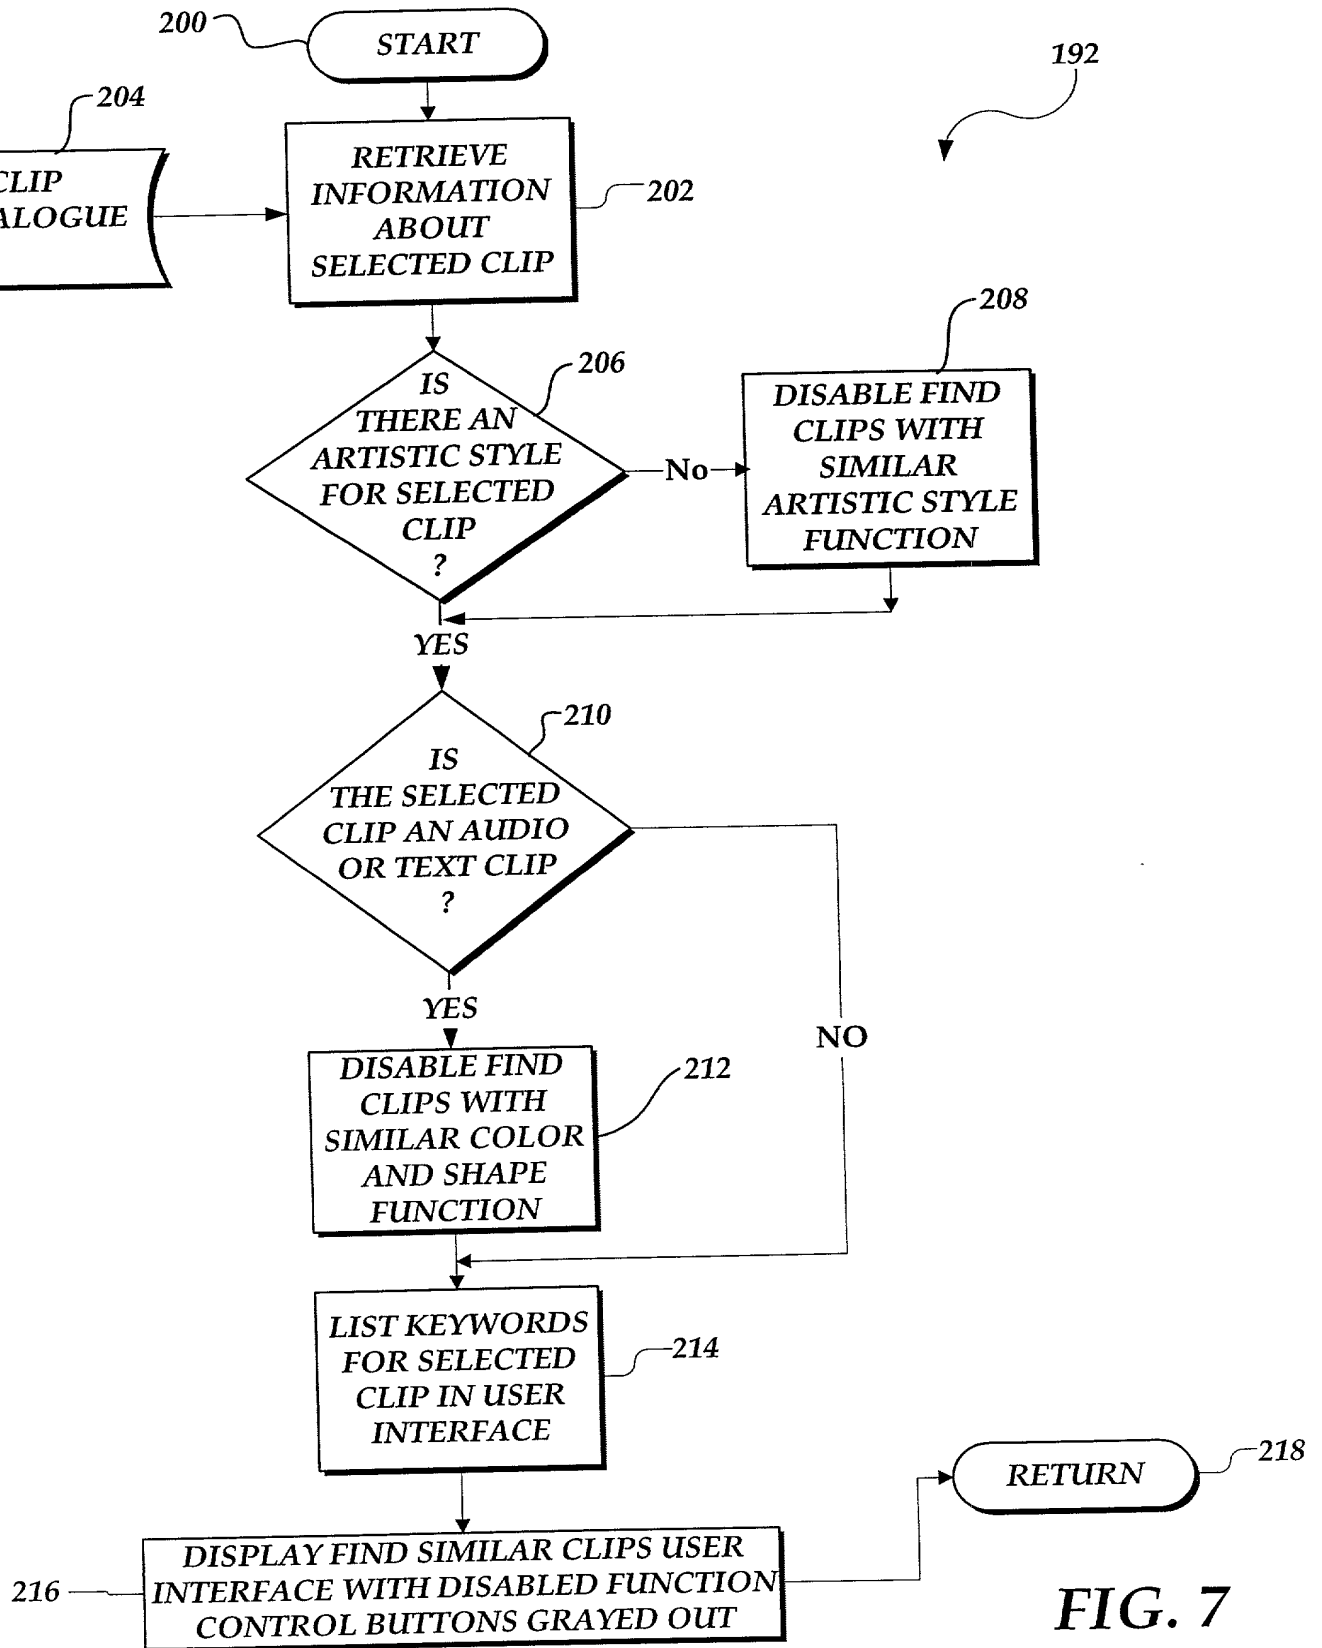 200
START
192
204
CLIP
ALOGUE
RETRIEVE
INFORMATION
ABOUT
SELECTED CLIP
202
206
IS
THERE AN
ARTISTIC STYLE
FOR SELECTED
CLIP
?
No
208
DISABLE FIND
CLIPS WITH
SIMILAR
ARTISTIC STYLE
FUNCTION
YES
210
IS
THE SELECTED
CLIP AN AUDIO
OR TEXT CLIP
?
YES
NO
DISABLE FIND
CLIPS WITH
SIMILAR COLOR
AND SHAPE
FUNCTION
212
LIST KEYWORDS
FOR SELECTED
CLIP IN USER
INTERFACE
214
RETURN
218
216
DISPLAY FIND SIMILAR CLIPS USER
INTERFACE WITH DISABLED FUNCTION
CONTROL BUTTONS GRAYED OUT
FIG. 7